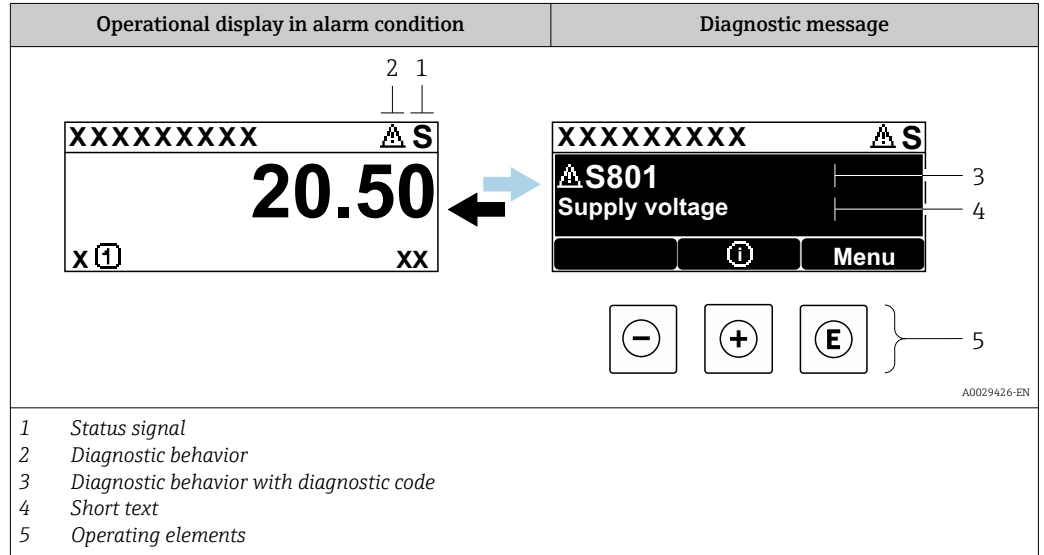 Operational display in alarm condition
Diagnostic message
2 1
XXXXXXXXX S
20.50
X 1 XX
XXXXXXXXX S
S801
3
Supply voltage
4
i Menu
- + E
5
A0029426-EN
1 Status signal
2 Diagnostic behavior
3 Diagnostic behavior with diagnostic code
4 Short text
5 Operating elements